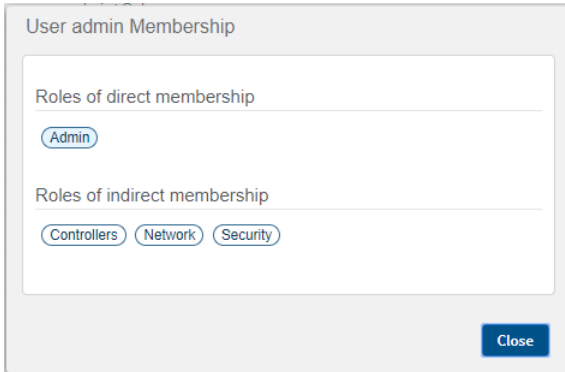 User admin Membership
Roles of direct membership
Admin
Roles of indirect membership
Controllers Network Security
Close